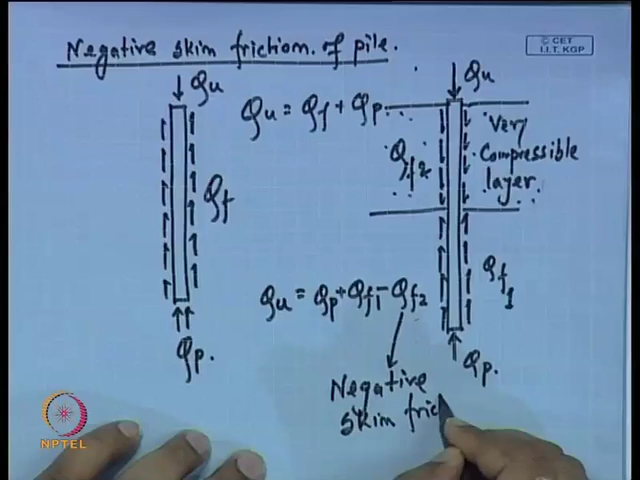 Negative skim friction. of pile.
© CET
I.I.T. KGP
Qu
Qu = Qf + Qp..
Qu
Very
Compressible
layer.
Qf2
Qf
Qf1
Qu = Qp + Qf1 - Qf2
Qp.
Qp.
Negative
skim fric
NPTEL